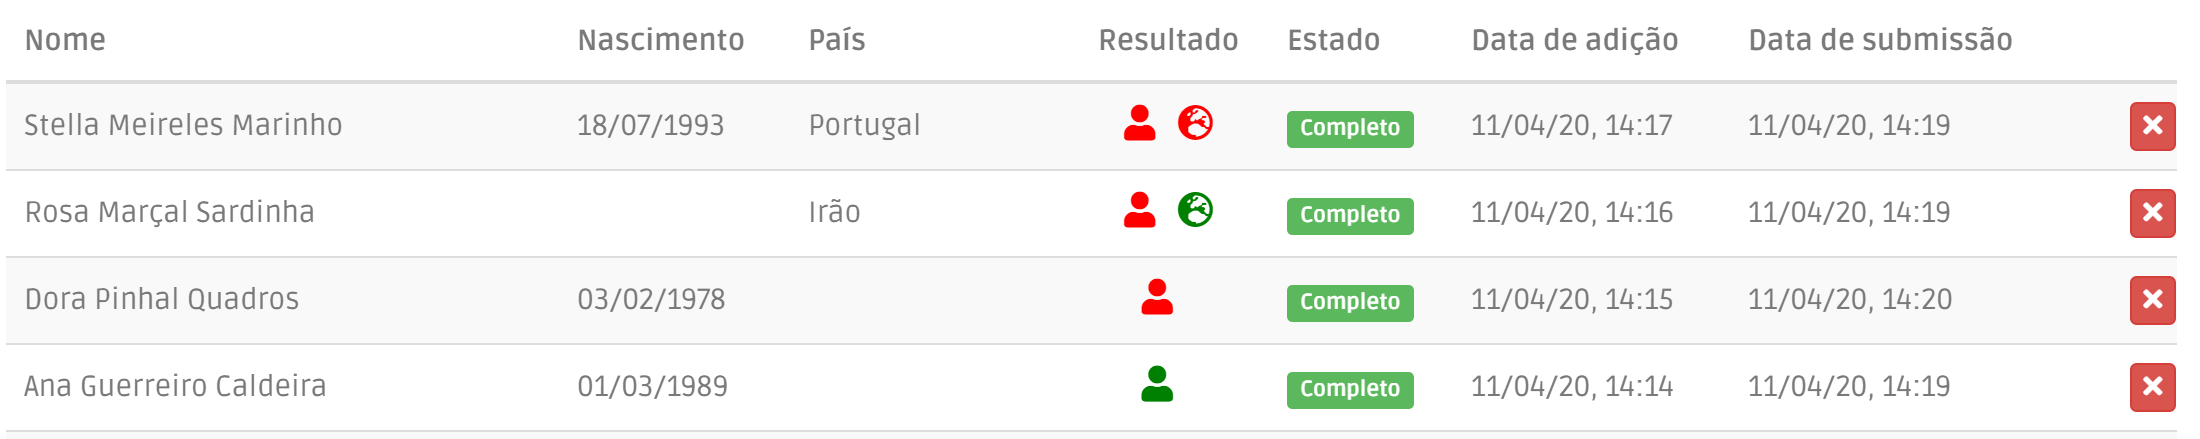 Nome Nascimento País Resultado Estado Data de adição Data de submissão
Stella Meireles Marinho 18/07/1993 Portugal Completo 11/04/20, 14:17 11/04/20, 14:19
Rosa Marçal Sardinha Irão Completo 11/04/20, 14:16 11/04/20, 14:19
Dora Pinhal Quadros 03/02/1978 Completo 11/04/20, 14:15 11/04/20, 14:20
Ana Guerreiro Caldeira 01/03/1989 Completo 11/04/20, 14:14 11/04/20, 14:19